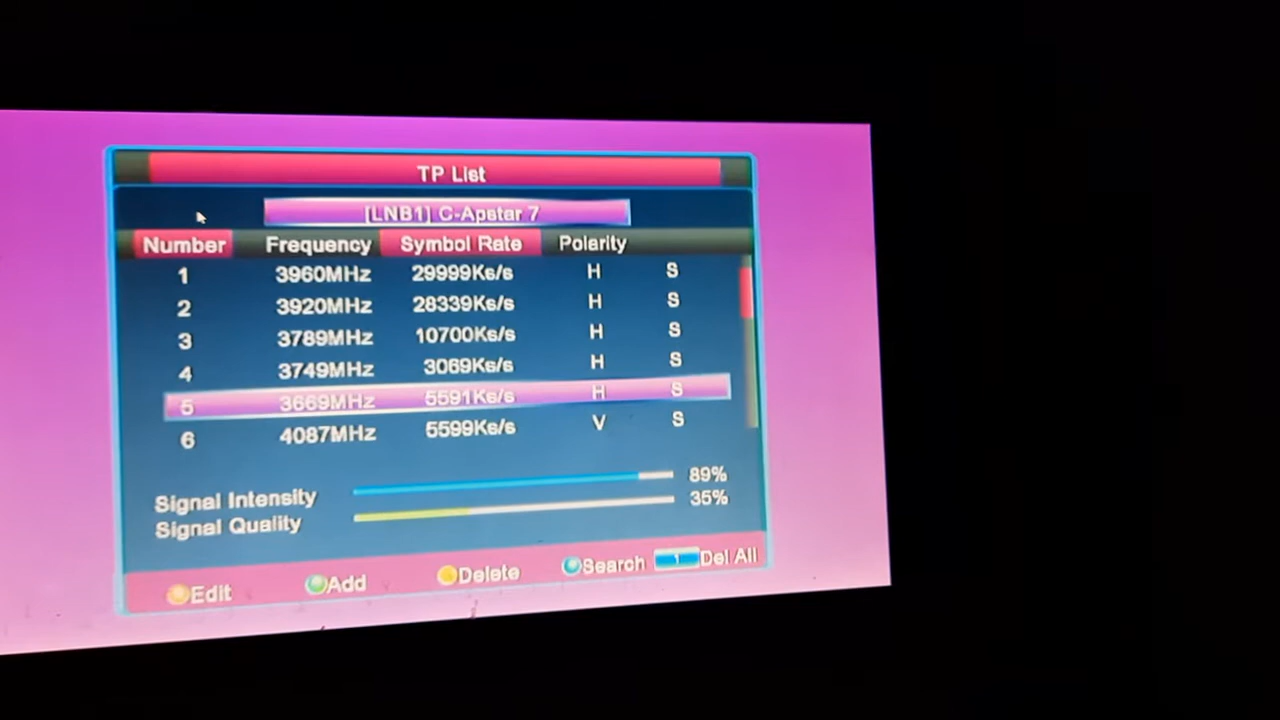 TP List
[LNB1] C-Apstar 7
Number Frequency Symbol Rate Polarity
1 3960MHz 29999Ks/s H S
2 3920MHz 28339Ks/s H S
3 3789MHz 10700Ks/s H S
4 3749MHz 3069Ks/s H S
5 3669MHz 5591Ks/s H S
6 4087MHz 5599Ks/s V S
Signal Intensity 89%
Signal Quality 35%
Edit Add Delete Search 1 Del All